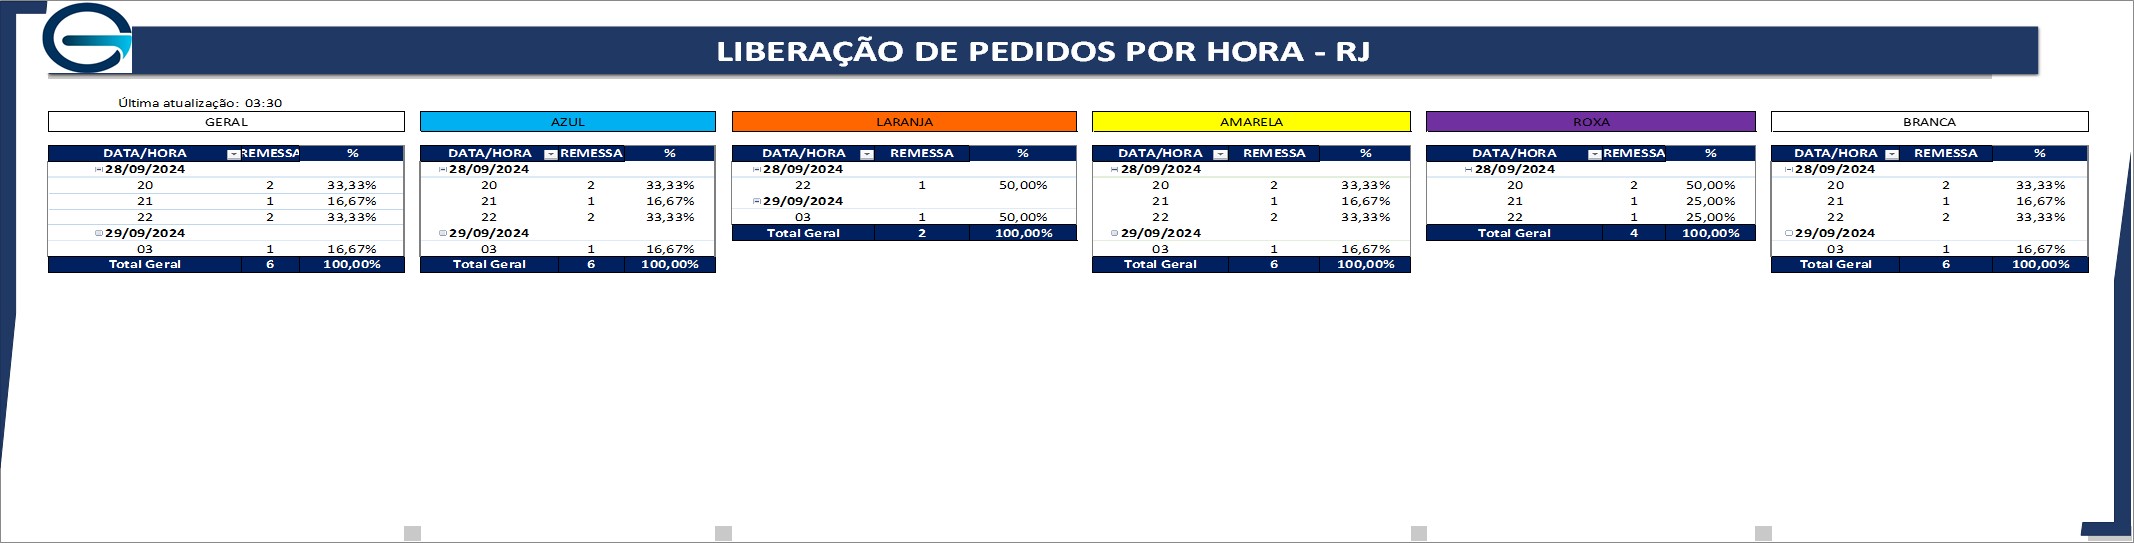 LIBERAÇÃO DE PEDIDOS POR HORA - RJ
Última atualização: 03:30
GERAL
DATA/HORA REMESSA %
28/09/2024
20 2 33,33%
21 1 16,67%
22 2 33,33%
29/09/2024
03 1 16,67%
Total Geral 6 100,00%
AZUL
DATA/HORA REMESSA %
28/09/2024
20 2 33,33%
21 1 16,67%
22 2 33,33%
29/09/2024
03 1 16,67%
Total Geral 6 100,00%
LARANJA
DATA/HORA REMESSA %
28/09/2024
22 1 50,00%
29/09/2024
03 1 50,00%
Total Geral 2 100,00%
AMARELA
DATA/HORA REMESSA %
28/09/2024
20 2 33,33%
21 1 16,67%
22 2 33,33%
29/09/2024
03 1 16,67%
Total Geral 6 100,00%
ROXA
DATA/HORA REMESSA %
28/09/2024
20 2 50,00%
21 1 25,00%
22 1 25,00%
Total Geral 4 100,00%
BRANCA
DATA/HORA REMESSA %
28/09/2024
20 2 33,33%
21 1 16,67%
22 2 33,33%
29/09/2024
03 1 16,67%
Total Geral 6 100,00%